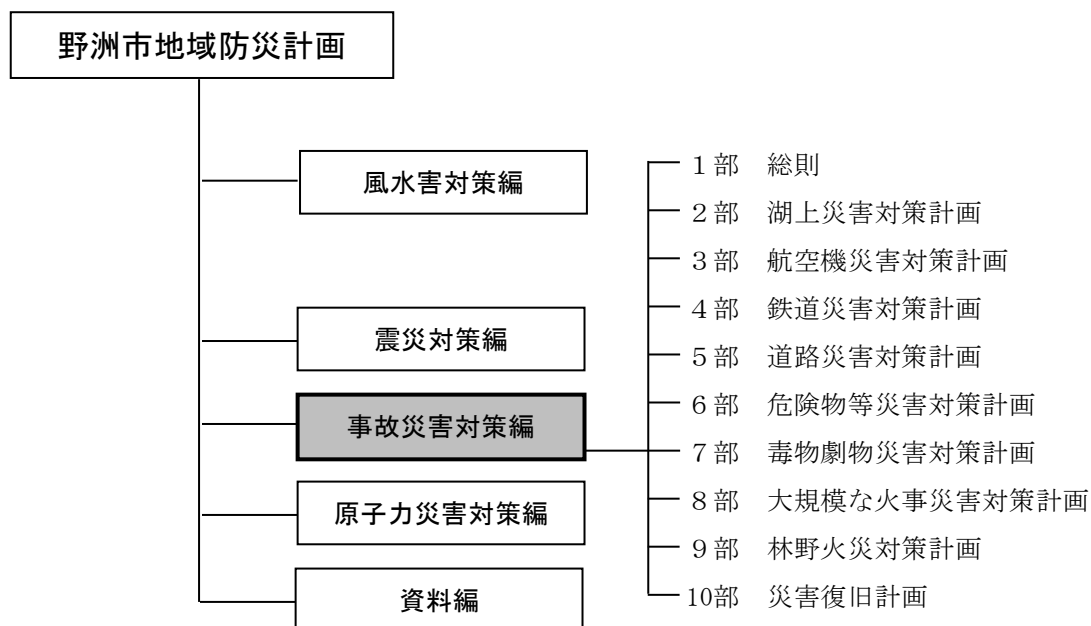 野洲市地域防災計画
風水害対策編
震災対策編
事故災害対策編
原子力災害対策編
資料編
１部　総則
２部　湖上災害対策計画
３部　航空機災害対策計画
４部　鉄道災害対策計画
５部　道路災害対策計画
６部　危険物等災害対策計画
７部　毒物劇物災害対策計画
８部　大規模な火事災害対策計画
９部　林野火災対策計画
10部　災害復旧計画